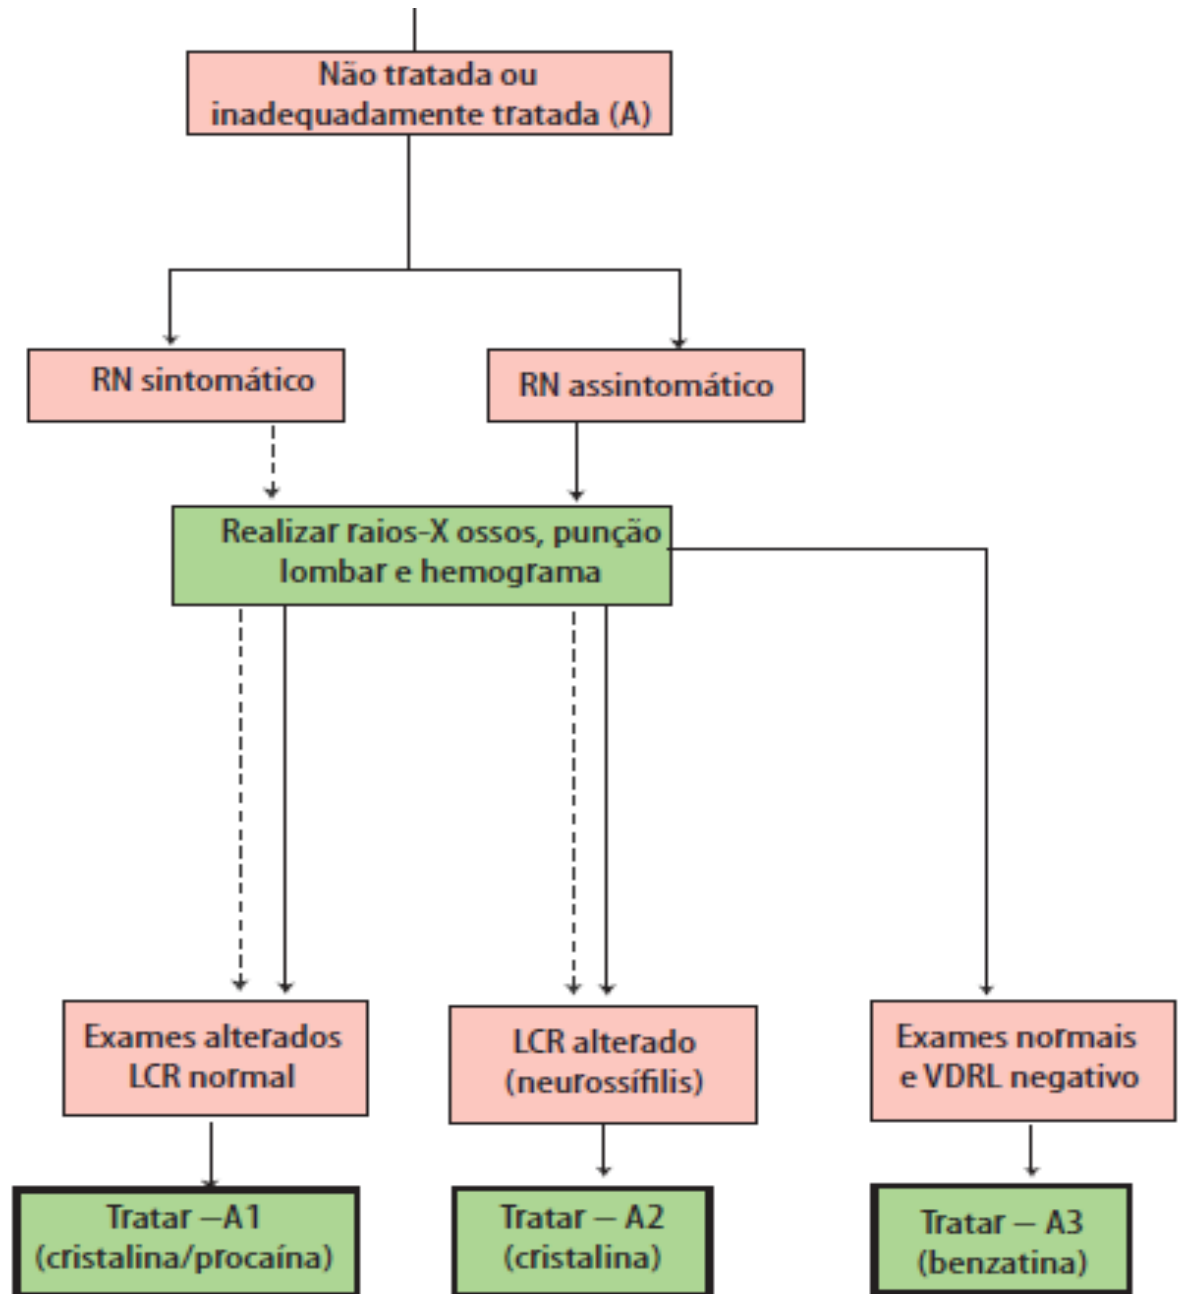 Não tratada ou
inadequadamente tratada (A)
RN sintomático
RN assintomático
Realizar raios-X ossos, punção
lombar e hemograma
Exames alterados
LCR normal
LCR alterado
(neurossífilis)
Exames normais
e VDRL negativo
Tratar –A1
(cristalina/procaína)
Tratar – A2
(cristalina)
Tratar – A3
(benzatina)